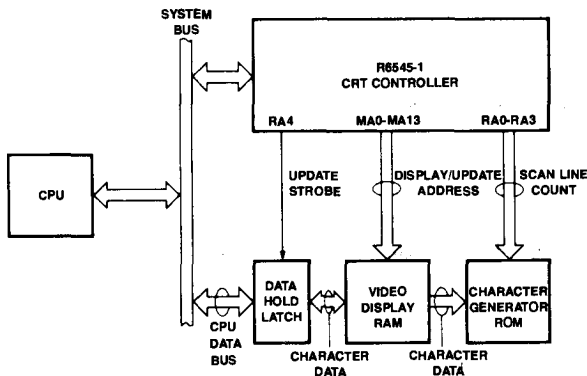 SYSTEM
BUS
R6545-1
CRT CONTROLLER
RA4
MA0-MA13
RA0-RA3
CPU
UPDATE
STROBE
DISPLAY/UPDATE
ADDRESS
SCAN LINE
COUNT
DATA
HOLD
LATCH
VIDEO
DISPLAY
RAM
CHARACTER
GENERATOR
ROM
CPU
DATA
BUS
CHARACTER
DATA
CHARACTER
DATA